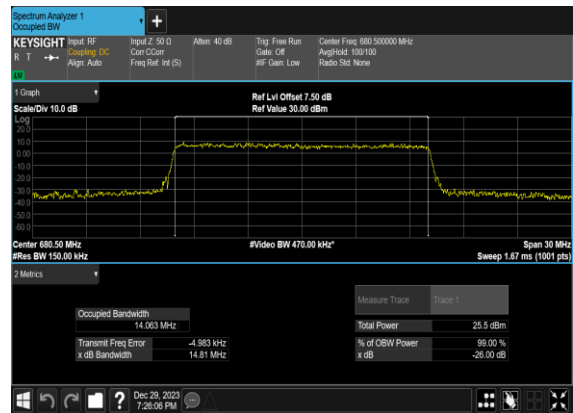 Spectrum Analyzer 1
Occupied BW
KEYSIGHT
R T
LW
Input: RF
Coupling: DC
Align: Auto
Input Z: 50 Ω
Corr CCorr
Freq Ref: Int (S)
Atten: 40 dB
Trig: Free Run
Gate: Off
#IF Gain: Low
Center Freq: 680.500000 MHz
Avg|Hold: 100/100
Radio Std: None
1 Graph
Scale/Div 10.0 dB
Ref Lvl Offset 7.50 dB
Ref Value 30.00 dBm
Log
20.0
10.0
0.00
-10.0
-20.0
-30.0
-40.0
-50.0
-60.0
Center 680.50 MHz
#Video BW 470.00 kHz*
Span 30 MHz
#Res BW 150.00 kHz
Sweep 1.67 ms (1001 pts)
2 Metrics
Measure Trace Trace 1
Occupied Bandwidth
14.063 MHz
Total Power 25.5 dBm
Transmit Freq Error -4.983 kHz
% of OBW Power 99.00 %
x dB Bandwidth 14.81 MHz
x dB -26.00 dB
?
Dec 29, 2023
7:26:06 PM